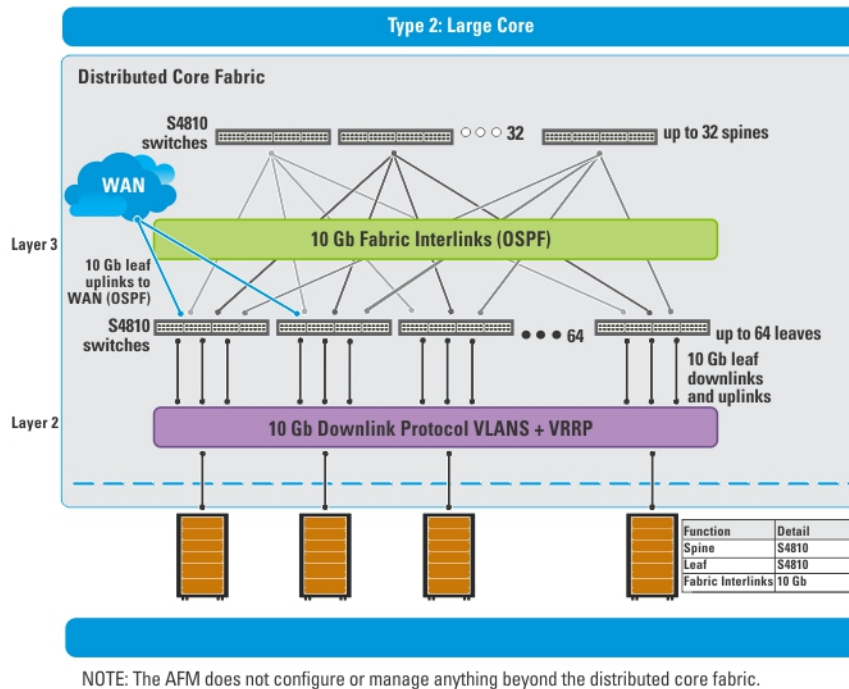 Type 2: Large Core
Distributed Core Fabric
S4810
switches
32
up to 32 spines
WAN
Layer 3
10 Gb Fabric Interlinks (OSPF)
10 Gb leaf
uplinks to
WAN (OSPF)
S4810
switches
64
up to 64 leaves
10 Gb leaf
downlinks
and uplinks
Layer 2
10 Gb Downlink Protocol VLANS + VRRP
Function Detail
Spine S4810
Leaf S4810
Fabric Interlinks 10 Gb
NOTE: The AFM does not configure or manage anything beyond the distributed core fabric.